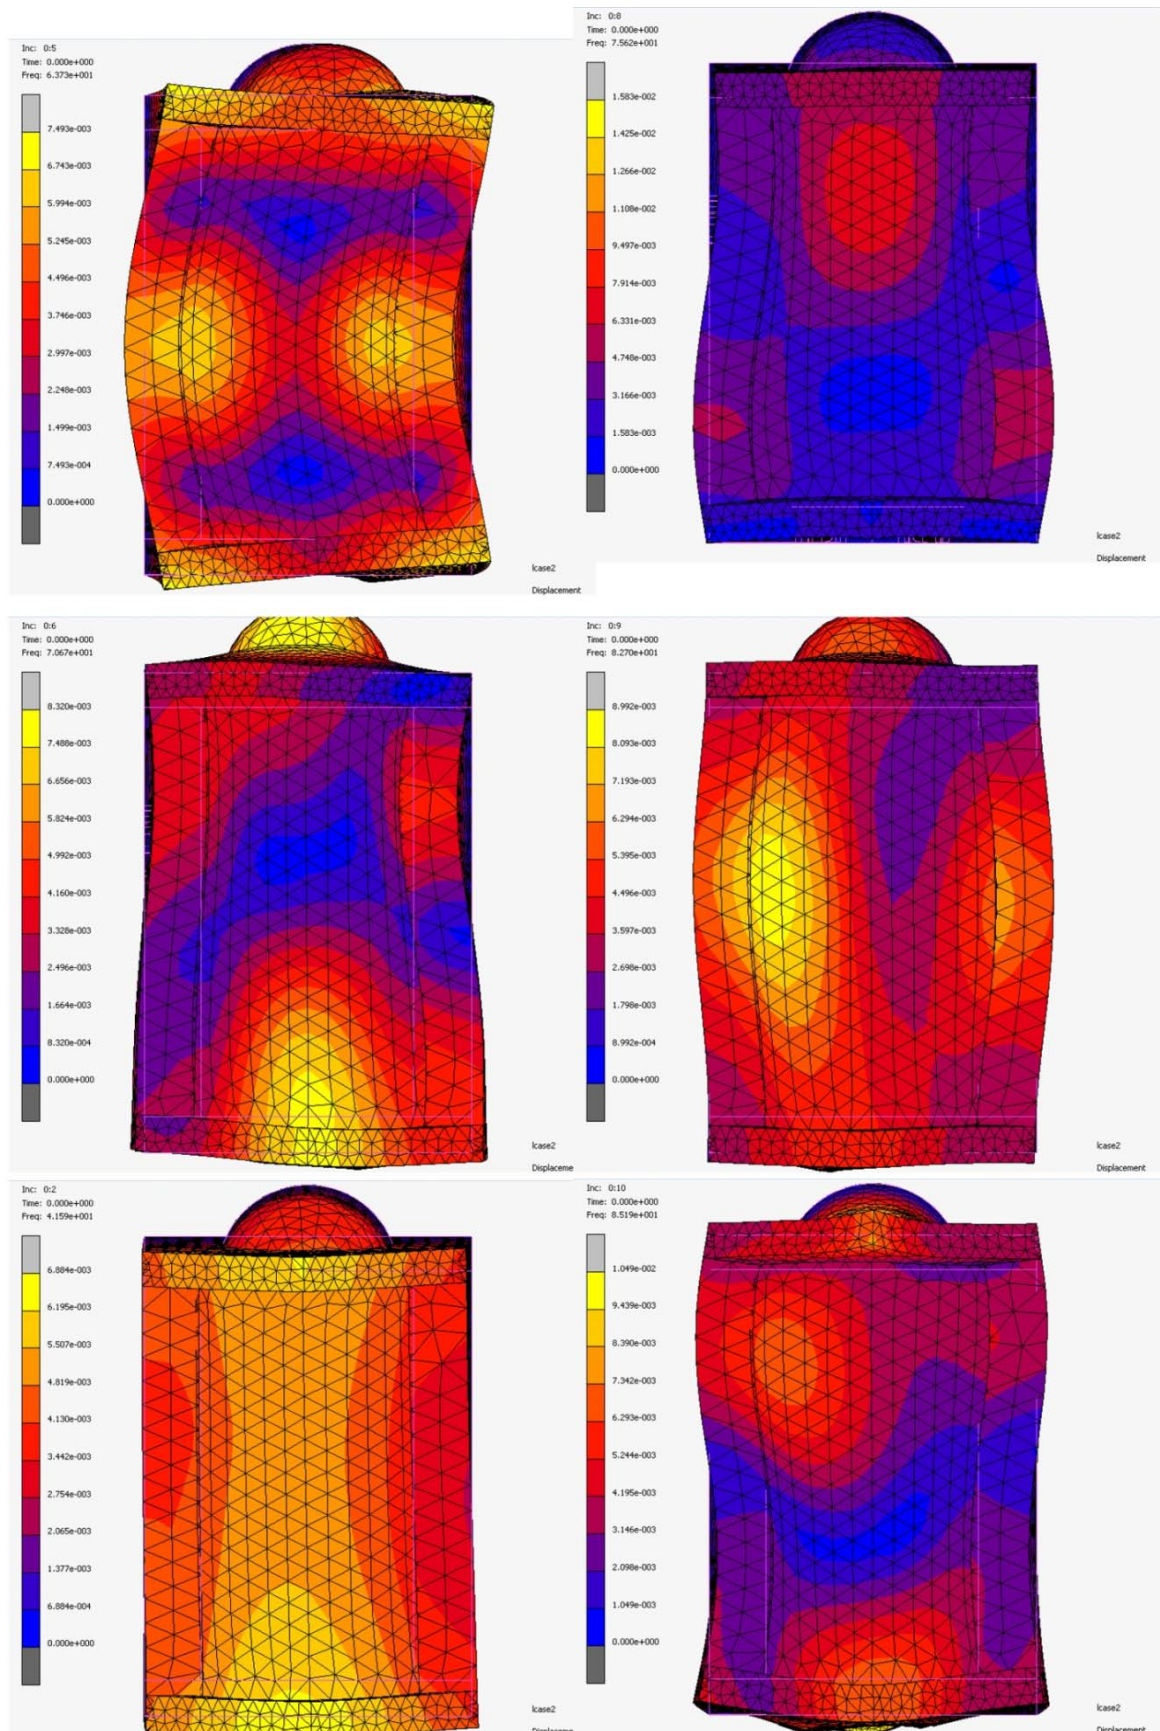 Inc: 0:5
Time: 0.000e+000
Freq: 6.373e+001
7.493e-003
6.743e-003
5.994e-003
5.245e-003
4.496e-003
3.746e-003
2.997e-003
2.248e-003
1.499e-003
7.493e-004
0.000e+000
lcase2
Displacement
Inc: 0:8
Time: 0.000e+000
Freq: 7.562e+001
1.583e-002
1.425e-002
1.266e-002
1.108e-002
9.497e-003
7.914e-003
6.331e-003
4.748e-003
3.166e-003
1.583e-003
0.000e+000
lcase2
Displacement
Inc: 0:6
Time: 0.000e+000
Freq: 7.067e+001
8.320e-003
7.488e-003
6.656e-003
5.824e-003
4.992e-003
4.160e-003
3.328e-003
2.496e-003
1.664e-003
8.320e-004
0.000e+000
lcase2
Displaceme
Inc: 0:9
Time: 0.000e+000
Freq: 8.270e+001
8.992e-003
8.093e-003
7.193e-003
6.294e-003
5.395e-003
4.496e-003
3.597e-003
2.698e-003
1.798e-003
8.992e-004
0.000e+000
lcase2
Displacement
Inc: 0:2
Time: 0.000e+000
Freq: 4.159e+001
6.884e-003
6.195e-003
5.507e-003
4.819e-003
4.130e-003
3.442e-003
2.754e-003
2.065e-003
1.377e-003
6.884e-004
0.000e+000
lcase2
Inc: 0:10
Time: 0.000e+000
Freq: 8.519e+001
1.049e-002
9.439e-003
8.390e-003
7.342e-003
6.293e-003
5.244e-003
4.195e-003
3.146e-003
2.098e-003
1.049e-003
0.000e+000
lcase2